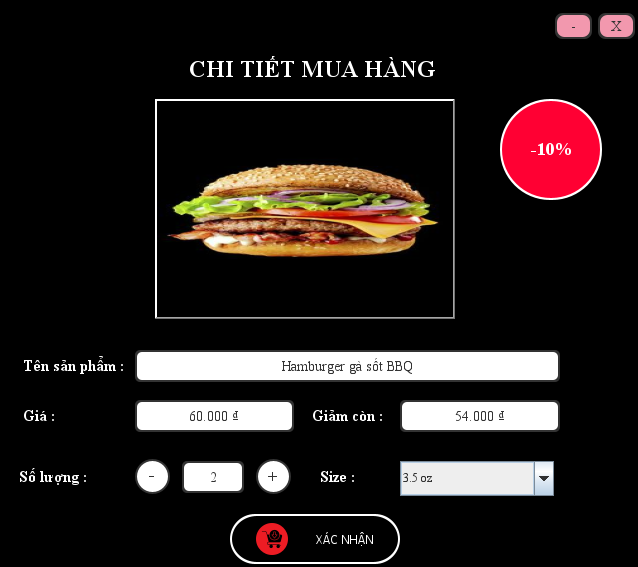 - X
CHI TIẾT MUA HÀNG
-10%
Tên sản phẩm : Hamburger gà sốt BBQ
Giá : 60.000 ₫ Giảm còn : 54.000 ₫
Số lượng : - 2 + Size : 3.5 oz
XÁC NHẬN